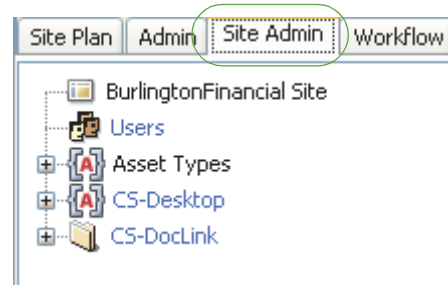 Site Plan Admin Site Admin Workflow
BurlingtonFinancial Site
Users
Asset Types
CS-Desktop
CS-DocLink